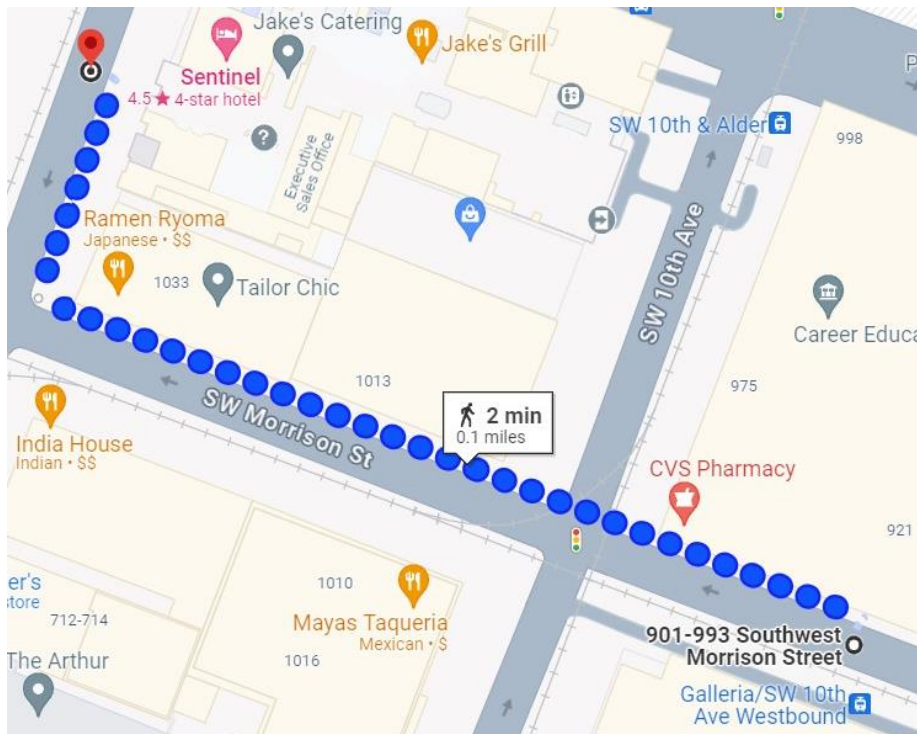 Jake's Catering
Jake's Grill
Sentinel
4.5★ 4-star hotel
SW 10th & Alder
998
Executive
Sales Office
Ramen Ryoma
Japanese • $$
SW 10th Ave
1033
Tailor Chic
Career Educa
1013
975
2 min
0.1 miles
SW Morrison St
India House
Indian • $$
CVS Pharmacy
921
er's
store
1010
712-714
Mayas Taqueria
Mexican • $
901-993 Southwest
Morrison Street
The Arthur
1016
Galleria/SW 10th
Ave Westbound